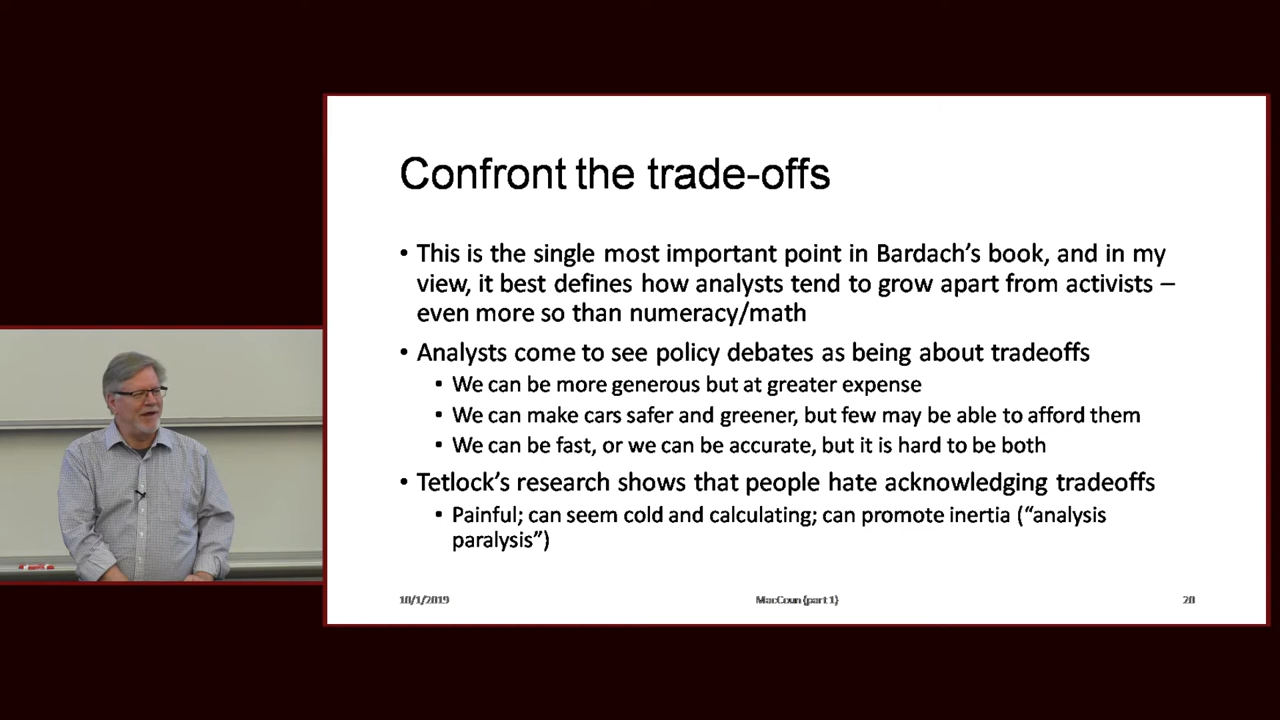 Confront the trade-offs
• This is the single most important point in Bardach’s book, and in my
view, it best defines how analysts tend to grow apart from activists –
even more so than numeracy/math
• Analysts come to see policy debates as being about tradeoffs
▪ We can be more generous but at greater expense
▪ We can make cars safer and greener, but few may be able to afford them
▪ We can be fast, or we can be accurate, but it is hard to be both
• Tetlock’s research shows that people hate acknowledging tradeoffs
▪ Painful; can seem cold and calculating; can promote inertia (“analysis
paralysis”)
10/1/2019 MacCoun (part 1) 20